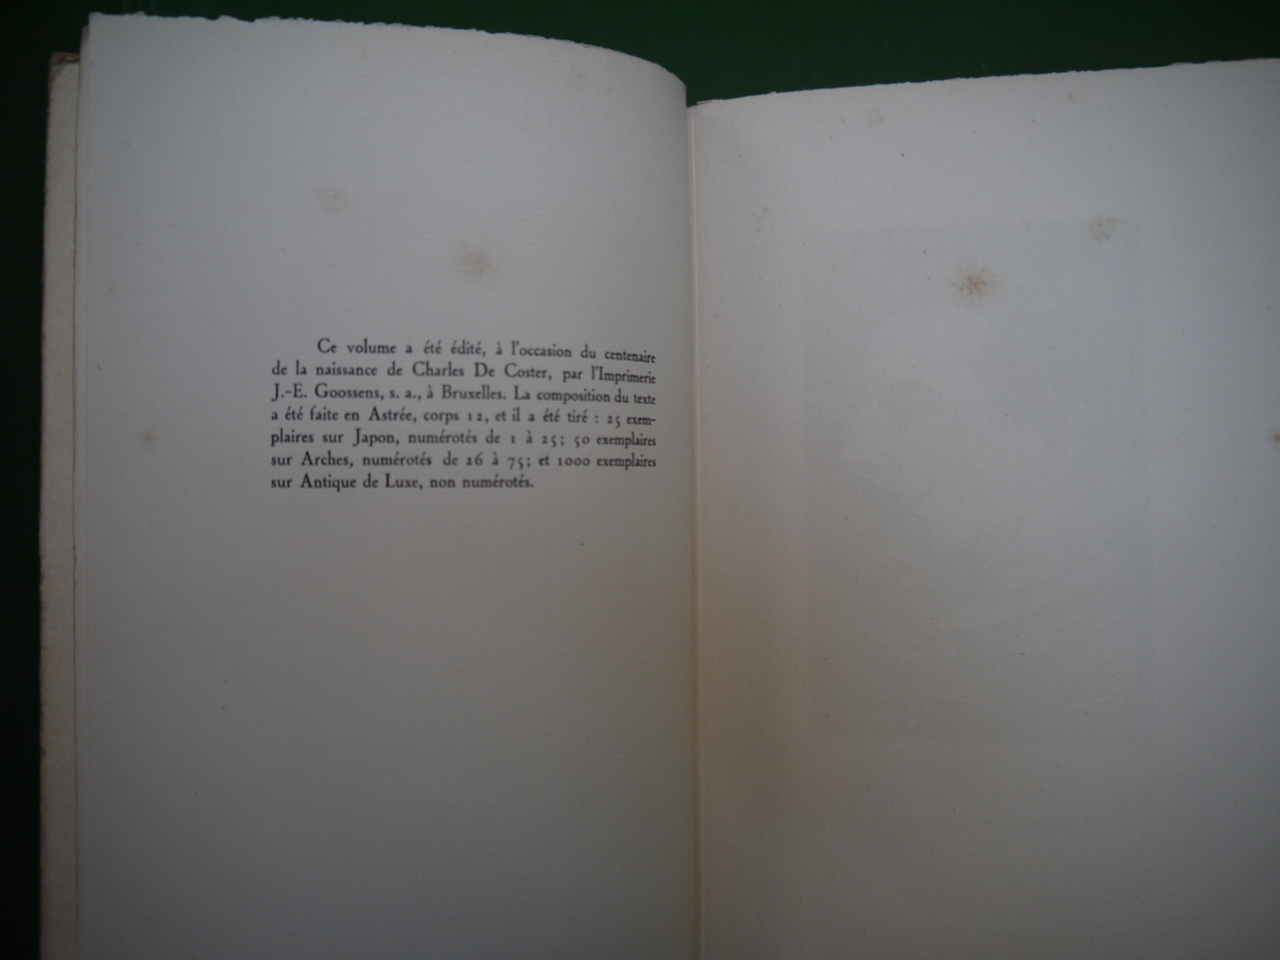 Ce volume a été édité, à l'occasion du centenaire
de la naissance de Charles De Coster, par l'Imprimerie
J.-E. Goossens, s. a., à Bruxelles. La composition du texte
a été faite en Astrée, corps 12, et il a été tiré : 25 exem-
plaires sur Japon, numérotés de 1 à 25; 50 exemplaires
sur Arches, numérotés de 26 à 75; et 1000 exemplaires
sur Antique de Luxe, non numérotés.